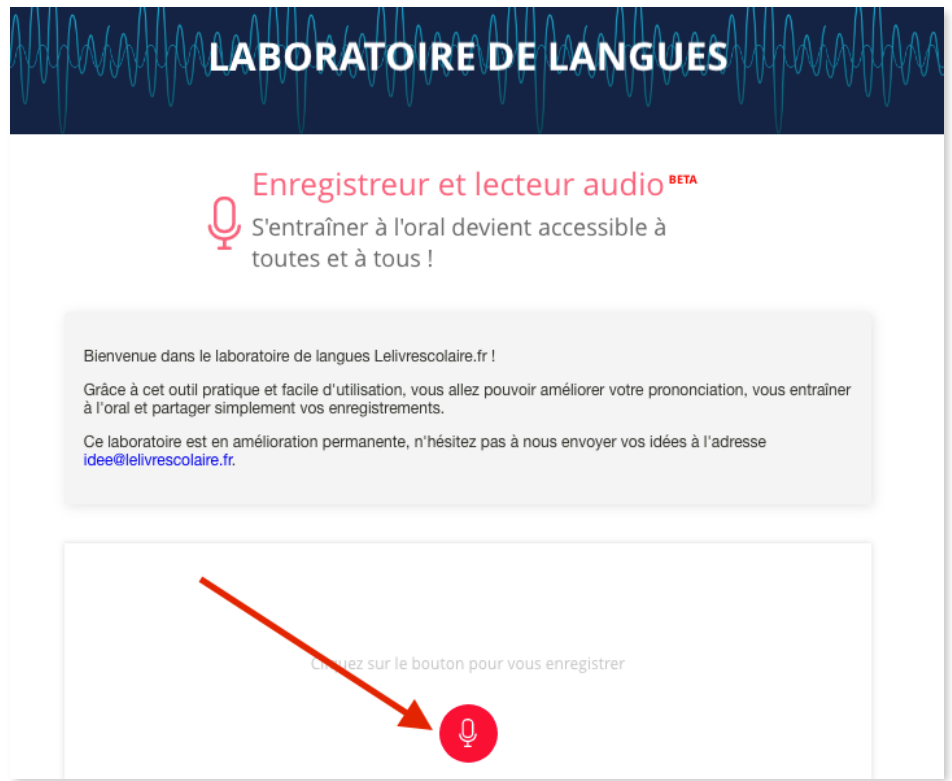 LABORATOIRE DE LANGUES
Enregistreur et lecteur audio BETA
S'entraîner à l'oral devient accessible à
toutes et à tous !
Bienvenue dans le laboratoire de langues Lelivrescolaire.fr !
Grâce à cet outil pratique et facile d'utilisation, vous allez pouvoir améliorer votre prononciation, vous entraîner
à l'oral et partager simplement vos enregistrements.
Ce laboratoire est en amélioration permanente, n'hésitez pas à nous envoyer vos idées à l'adresse
idee@lelivrescolaire.fr.
Cliquez sur le bouton pour vous enregistrer